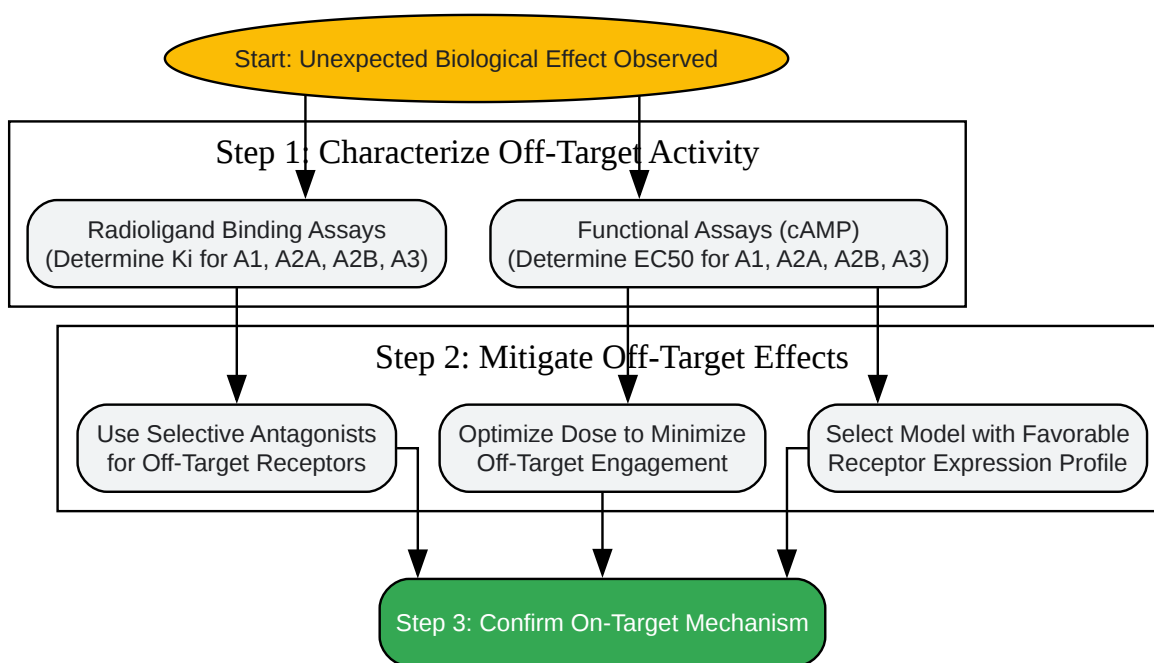 Start: Unexpected Biological Effect Observed
Step 1: Characterize Off-Target Activity
Radioligand Binding Assays
(Determine Ki for A1, A2A, A2B, A3)
Functional Assays (cAMP)
(Determine EC50 for A1, A2A, A2B, A3)
Step 2: Mitigate Off-Target Effects
Use Selective Antagonists
for Off-Target Receptors
Optimize Dose to Minimize
Off-Target Engagement
Select Model with Favorable
Receptor Expression Profile
Step 3: Confirm On-Target Mechanism